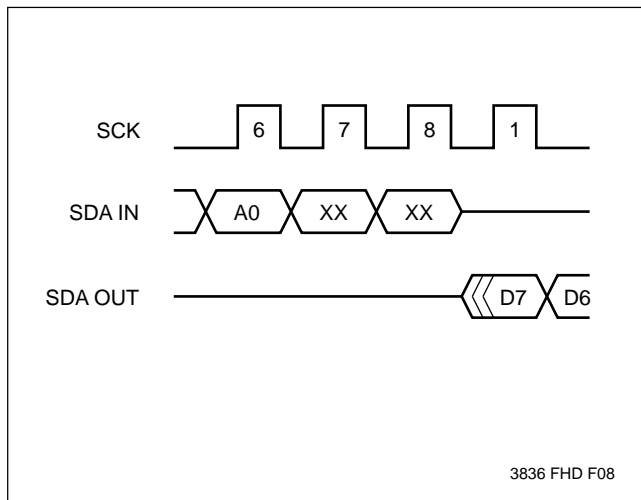 SCK 6 7 8 1
SDA IN A0 XX XX
SDA OUT D7 D6
3836 FHD F08